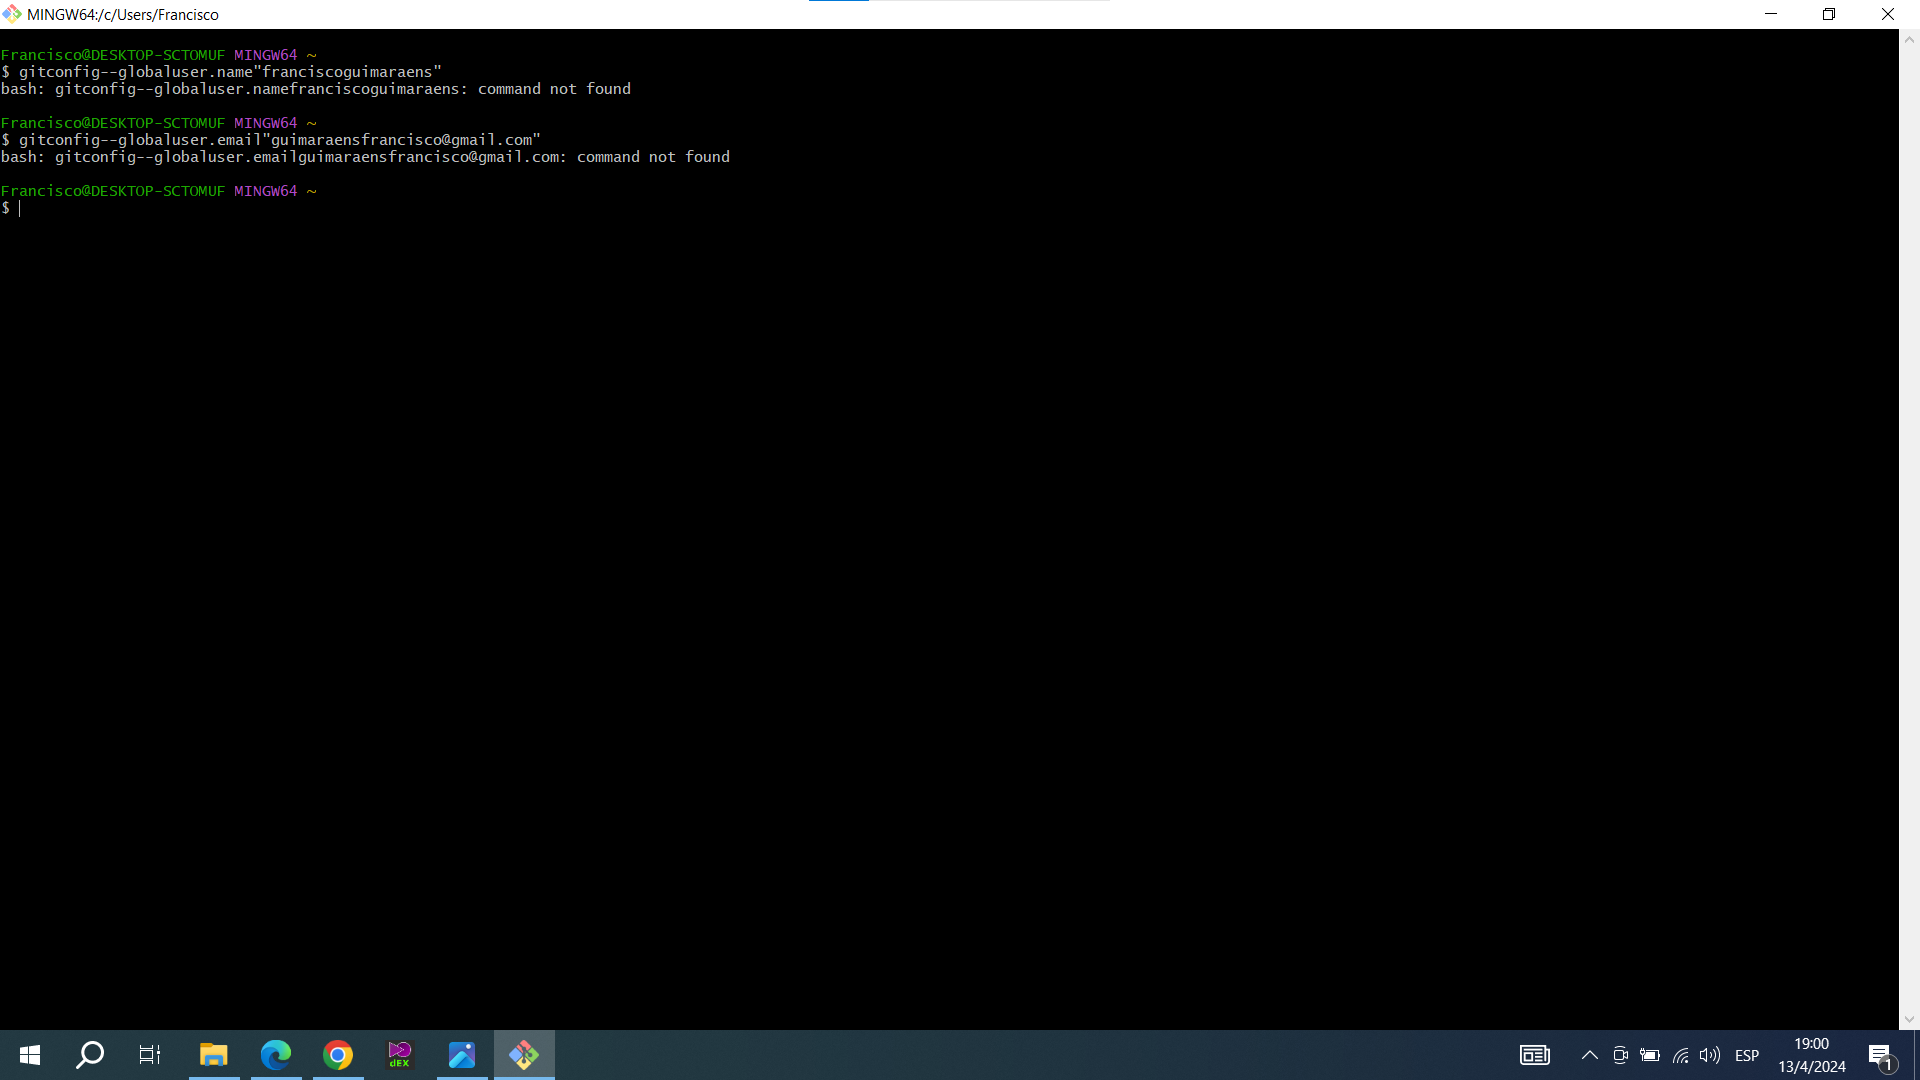 MINGW64:/c/Users/Francisco
Francisco@DESKTOP-SCTOMUF MINGW64 ~
$ gitconfig--globaluser.name"franciscoguimaraens"
bash: gitconfig--globaluser.namefranciscoguimaraens: command not found
Francisco@DESKTOP-SCTOMUF MINGW64 ~
$ gitconfig--globaluser.email"guimaraensfrancisco@gmail.com"
bash: gitconfig--globaluser.emailguimaraensfrancisco@gmail.com: command not found
Francisco@DESKTOP-SCTOMUF MINGW64 ~
$
dEX
ESP
19:00
13/4/2024
1